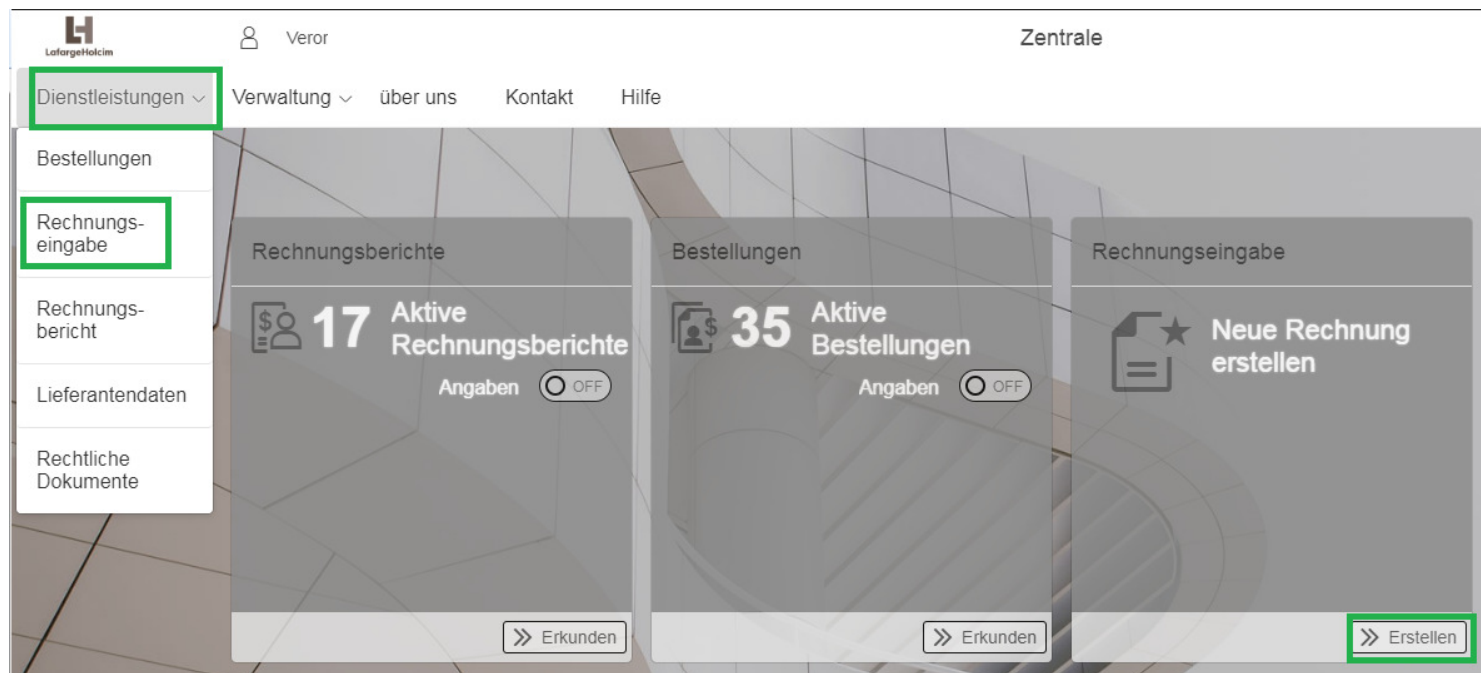 LafargeHolcim
Veror
Zentrale
Dienstleistungen
Verwaltung
über uns
Kontakt
Hilfe
Bestellungen
Rechnungs-
eingabe
Rechnungs-
bericht
Lieferantendaten
Rechtliche
Dokumente
Rechnungsberichte
$
17
Aktive
Rechnungsberichte
Angaben
OFF
Erkunden
Bestellungen
$
35
Aktive
Bestellungen
Angaben
OFF
Erkunden
Rechnungseingabe
Neue Rechnung
erstellen
Erstellen